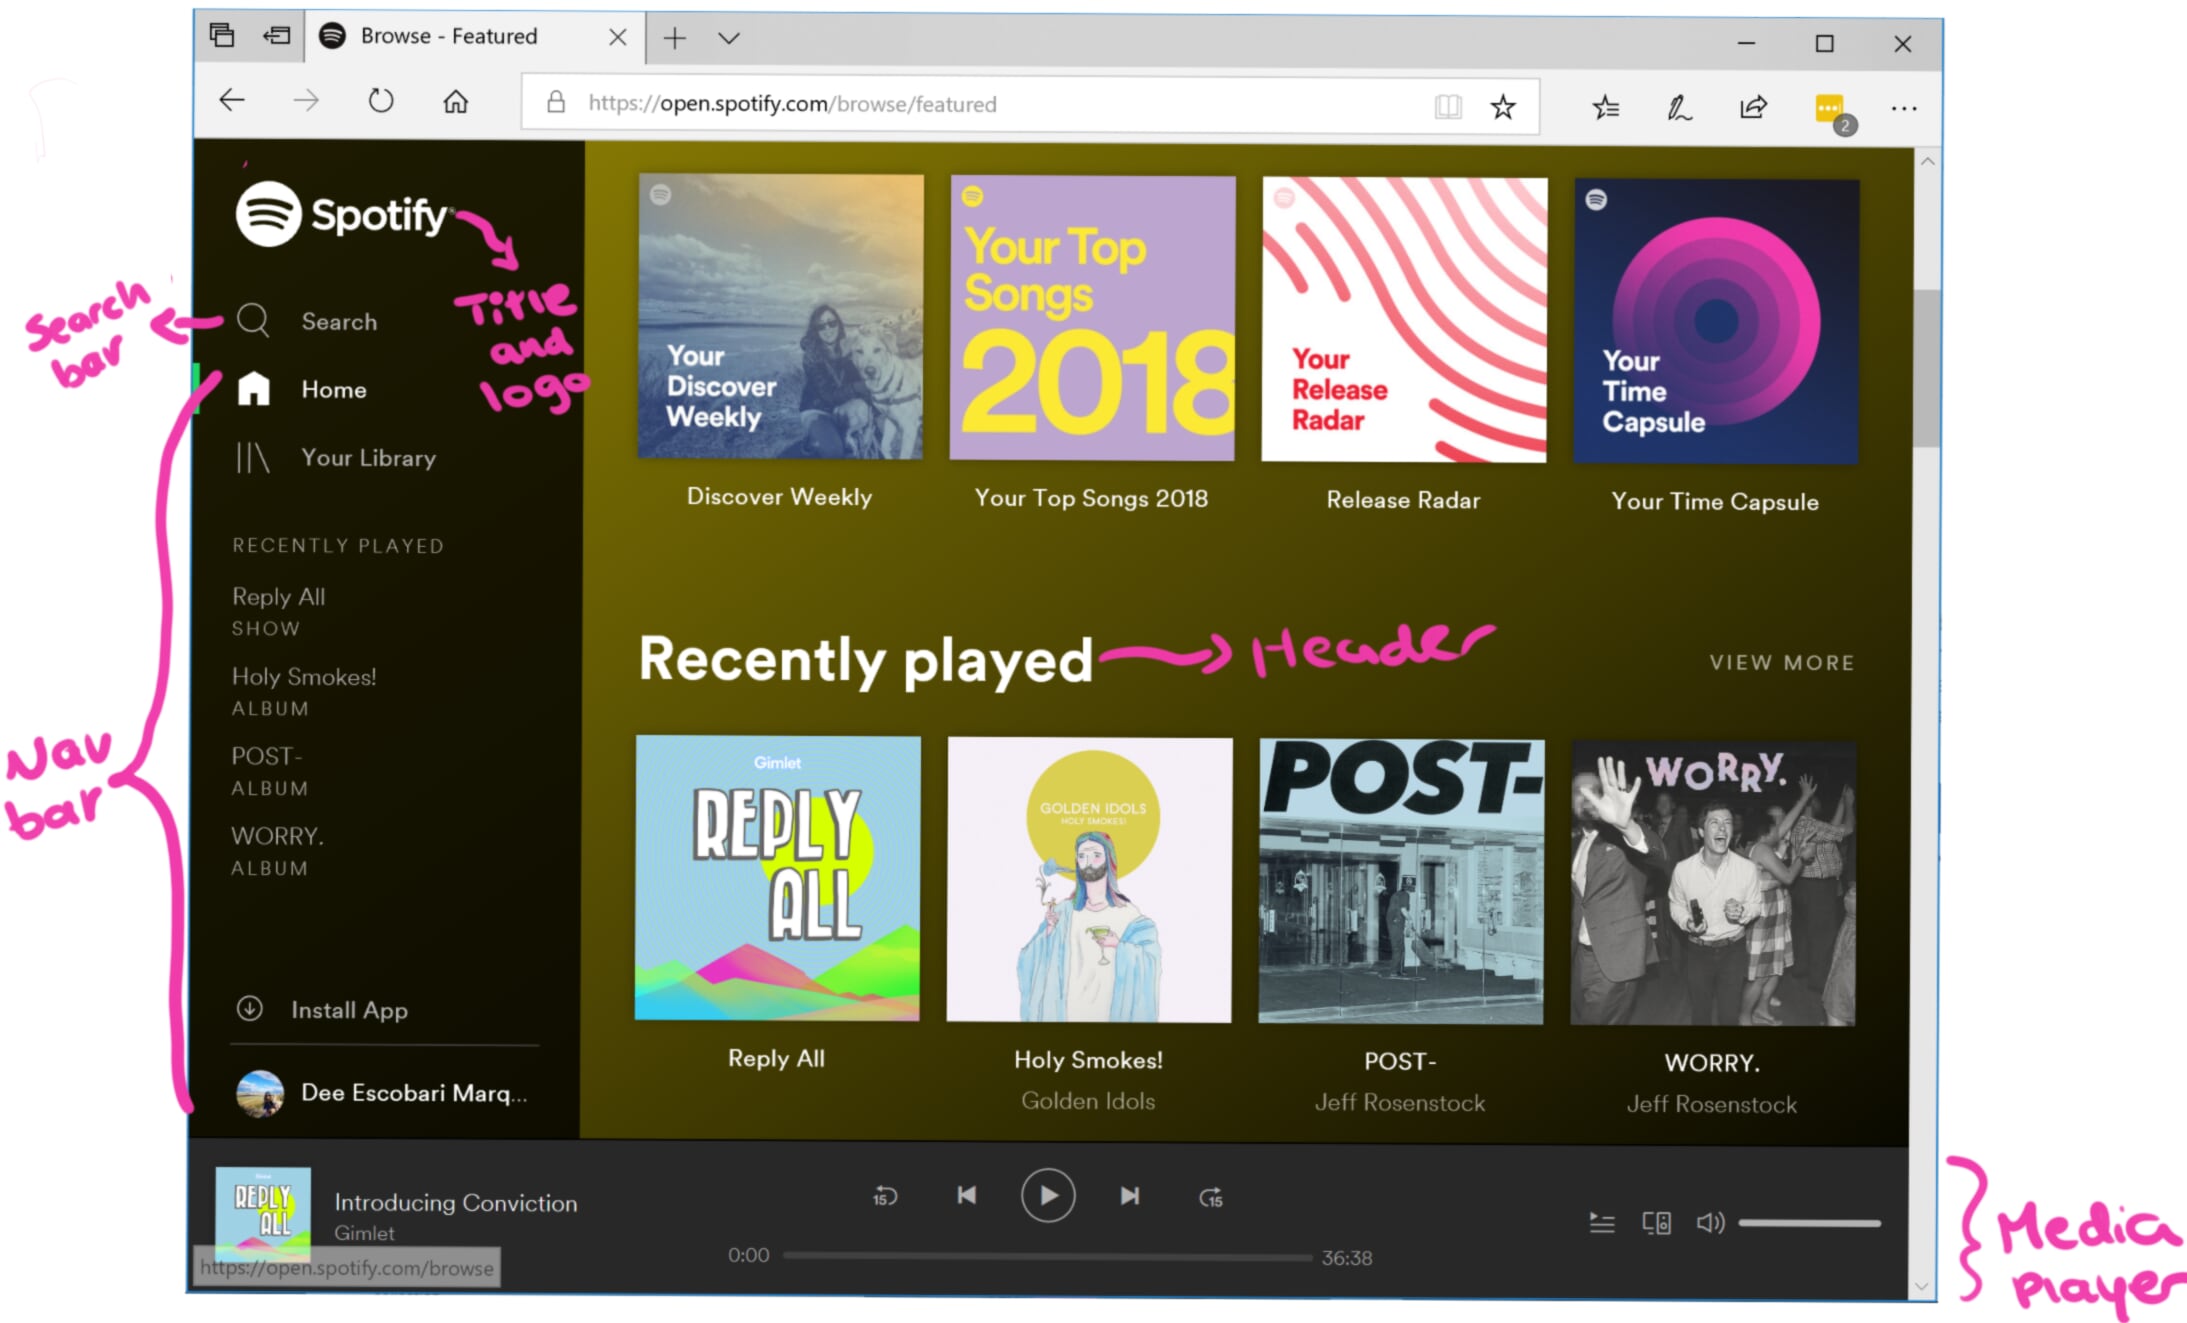 Browse - Featured
https://open.spotify.com/browse/featured
2
Spotify
Title
and
logo
Search
bar
Search
Home
Your Library
RECENTLY PLAYED
Reply All
SHOW
Holy Smokes!
ALBUM
POST-
ALBUM
WORRY.
ALBUM
Nav
bar
Install App
Dee Escobari Marq...
Your
Discover
Weekly
Discover Weekly
Your Top
Songs
2018
Your Top Songs 2018
Your
Release
Radar
Release Radar
Your
Time
Capsule
Your Time Capsule
Recently played
Header
VIEW MORE
Gimlet
REPLY
ALL
Reply All
GOLDEN IDOLS
HOLY SMOKES!
Holy Smokes!
Golden Idols
POST-
POST-
Jeff Rosenstock
WORRY.
WORRY.
Jeff Rosenstock
REPLY
ALL
Introducing Conviction
Gimlet
https://open.spotify.com/browse
15
15
0:00
36:38
Media
player